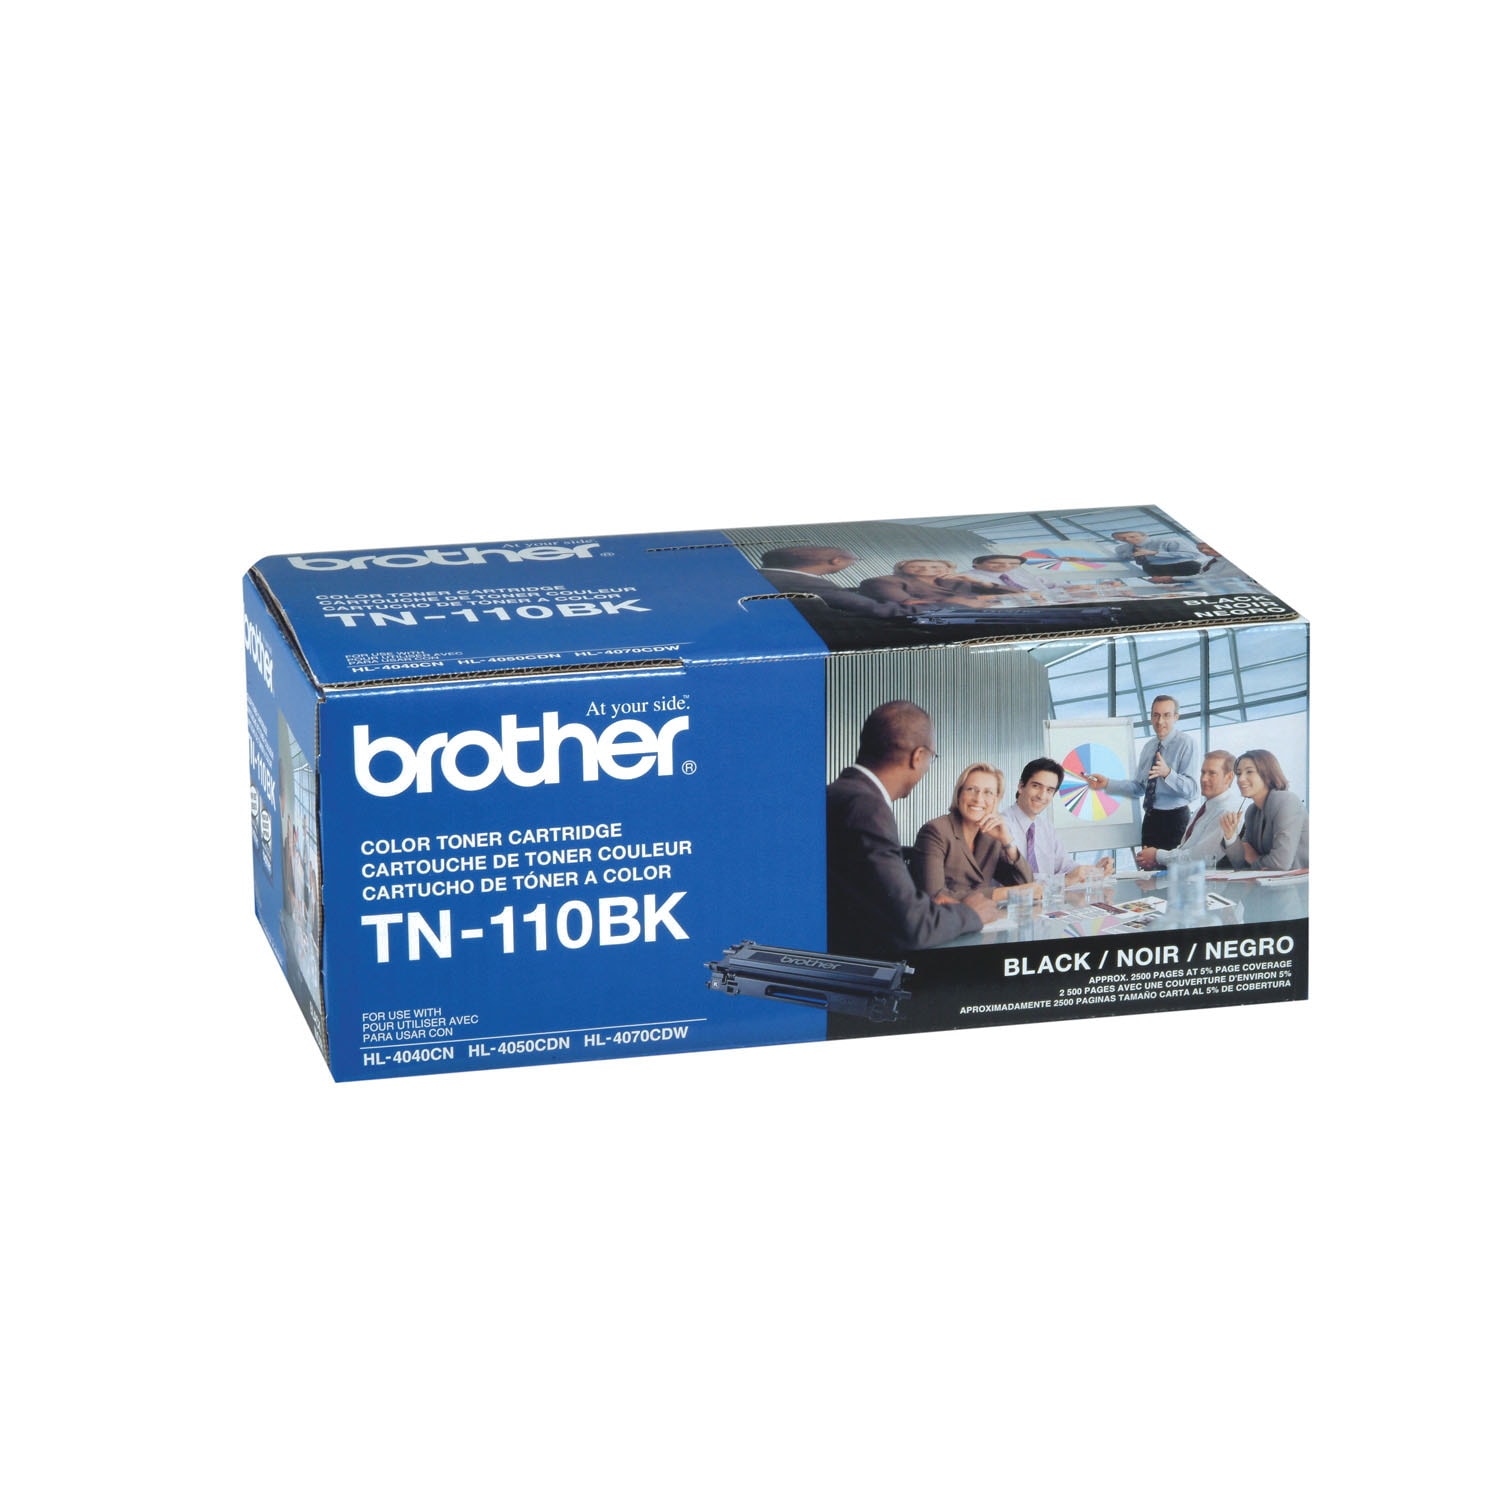 At your side.
brother®
COLOR TONER CARTRIDGE
CARTOUCHE DE TONER COULEUR
CARTUCHO DE TÓNER A COLOR
TN-110BK
FOR USE WITH
POUR UTILISER AVEC
PARA USAR CON
HL-4040CN HL-4050CDN HL-4070CDW
BLACK
NOIR
NEGRO
brother
TN-110BK
At your side.™
brother®
COLOR TONER CARTRIDGE
CARTOUCHE DE TONER COULEUR
CARTUCHO DE TÓNER A COLOR
TN-110BK
FOR USE WITH
POUR UTILISER AVEC
PARA USAR CON
HL-4040CN HL-4050CDN HL-4070CDW
brother
BLACK / NOIR / NEGRO
APPROX. 2500 PAGES AT 5% PAGE COVERAGE
2 500 PAGES AVEC UNE COUVERTURE D'ENVIRON 5%
APROXIMADAMENTE 2500 PAGINAS TAMAÑO CARTA AL 5% DE COBERTURA